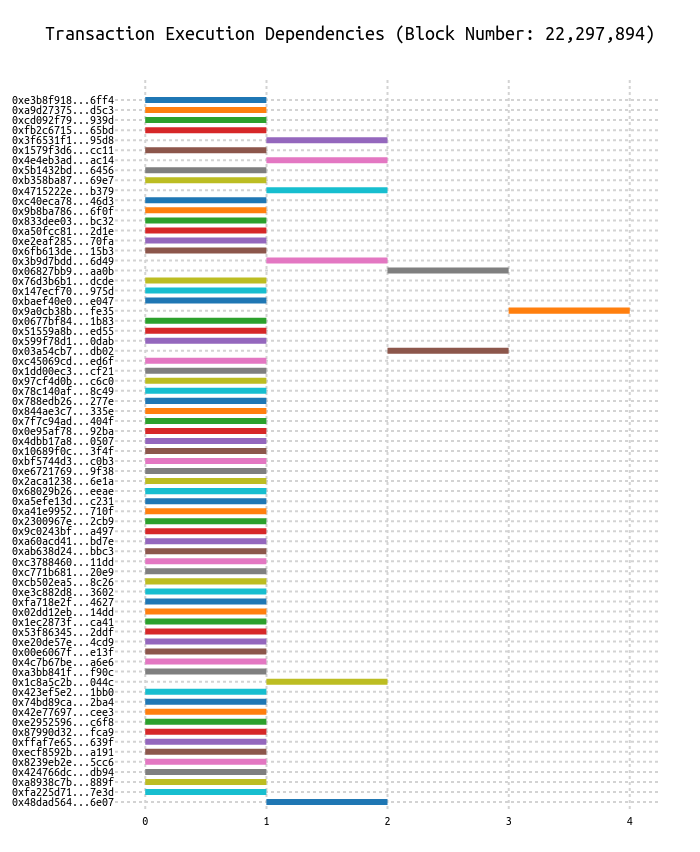 Transaction Execution Dependencies (Block Number: 22,297,894)
0xe3b8f918...6ff4
0xa9d27375...d5c3
0xcd092f79...939d
0xfb2c6715...65bd
0x3f6531f1...95d8
0x1579f3d6...cc11
0x4e4eb3ad...ac14
0x5b1432bd...6456
0xb358ba87...69e7
0x4715222e...b379
0xc40eca78...46d3
0x9b8ba786...6f0f
0x833dee03...bc32
0xa50fcc81...2d1e
0xe2eaf285...70fa
0x6fb613de...15b3
0x3b9d7bdd...6d49
0x06827bb9...aa0b
0x76d3b6b1...dcde
0x147ecf70...975d
0xbaef40e0...e047
0x9a0cb38b...fe35
0x0677bf84...1b83
0x51559a8b...ed55
0x599f78d1...0dab
0x03a54cb7...db02
0xc45069cd...ed6f
0x1dd00ec3...cf21
0x97cf4d0b...c6c0
0x78c140af...8c49
0x788edb26...277e
0x844ae3c7...335e
0x7f7c94ad...404f
0x0e95af78...92ba
0x4dbb17a8...0507
0x10689f0c...3f4f
0xbf5744d3...c0b3
0xe6721769...9f38
0x2aca1238...6e1a
0x68029b26...eeae
0xa5efe13d...c231
0xa41e9952...710f
0x2300967e...2cb9
0x9c0243bf...a497
0xa60acd41...bd7e
0xab638d24...bbc3
0xc3788460...11dd
0xc771b681...20e9
0xcb502ea5...8c26
0xe3c882d8...3602
0xfa718e2f...4627
0x02dd12eb...14dd
0x1ec2873f...ca41
0x53f86345...2ddf
0xe20de57e...4cd9
0x00e6067f...e13f
0x4c7b67be...a6e6
0xa3bb841f...f90c
0x1c8a5c2b...044c
0x423ef5e2...1bb0
0x74bd89ca...2ba4
0x42e77697...cee3
0xe2952596...c6f8
0x87990d32...fca9
0xffaf7e65...639f
0xecf8592b...a191
0x8239eb2e...5cc6
0x424766dc...db94
0xa8938c7b...889f
0xfa225d71...7e3d
0x48dad564...6e07
0 1 2 3 4